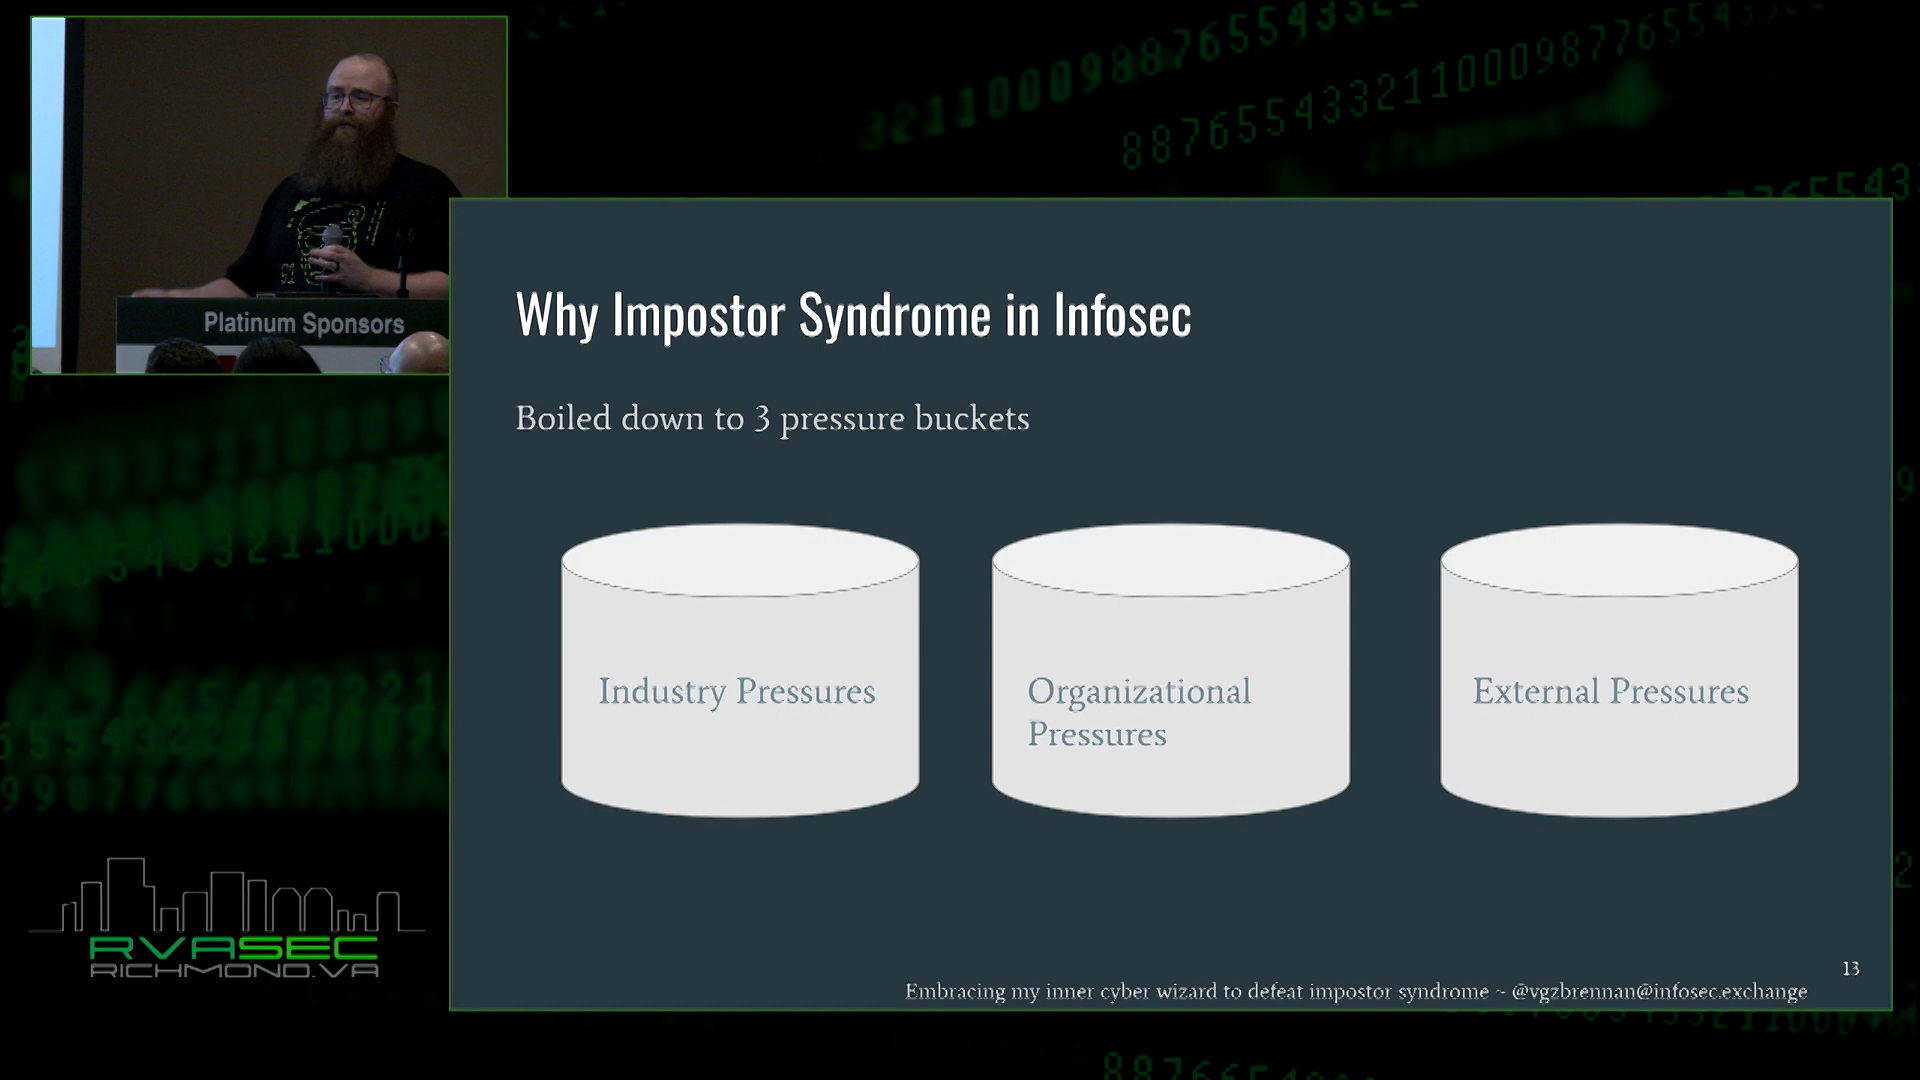 Platinum Sponsors
Why Impostor Syndrome in Infosec
Boiled down to 3 pressure buckets
Industry Pressures
Organizational
Pressures
External Pressures
13
Embracing my inner cyber wizard to defeat impostor syndrome ~ @vgzbrennan@infosec.exchange
RVASEC
RICHMOND.VA